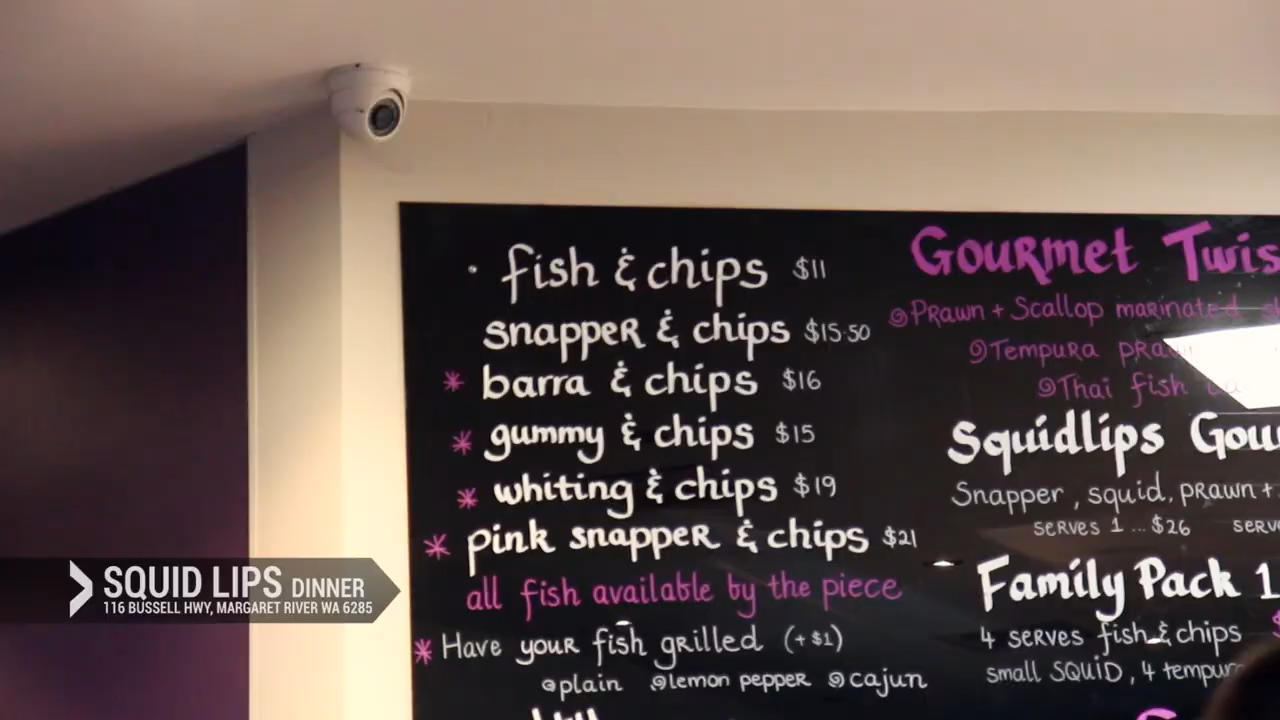 fish & chips $11
snapper & chips $15.50
* barra & chips $16
* gummy & chips $15
* whiting & chips $19
* pink snapper & chips $21
all fish available by the piece
* Have your fish grilled (+$1)
plain lemon pepper cajun
Gourmet
Prawn + Scallop marinated
Tempura
Thai fish
Squidlips
Snapper, squid, prawn +
serves 1 ... $26
Family Pack 1
4 serves fish & chips
small squid, 4
SQUID LIPS DINNER
116 BUSSELL HWY, MARGARET RIVER WA 6285